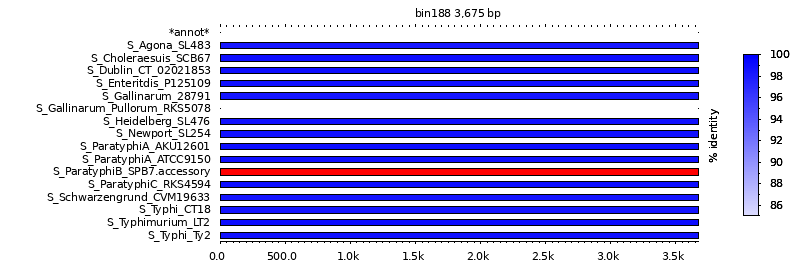 bin188 3,675 bp
*annot*
S_Agona_SL483
S_Choleraesuis_SCB67
S_Dublin_CT_02021853
S_Enteritdis_P125109
S_Gallinarum_28791
S_Gallinarum_Pullorum_RKS5078
S_Heidelberg_SL476
S_Newport_SL254
S_ParatyphiA_AKU12601
S_ParatyphiA_ATCC9150
S_ParatyphiB_SPB7.accessory
S_ParatyphiC_RKS4594
S_Schwarzengrund_CVM19633
S_Typhi_CT18
S_Typhimurium_LT2
S_Typhi_Ty2
0.0 500.0 1.0k 1.5k 2.0k 2.5k 3.0k 3.5k
% identity
100
98
96
94
92
90
88
86